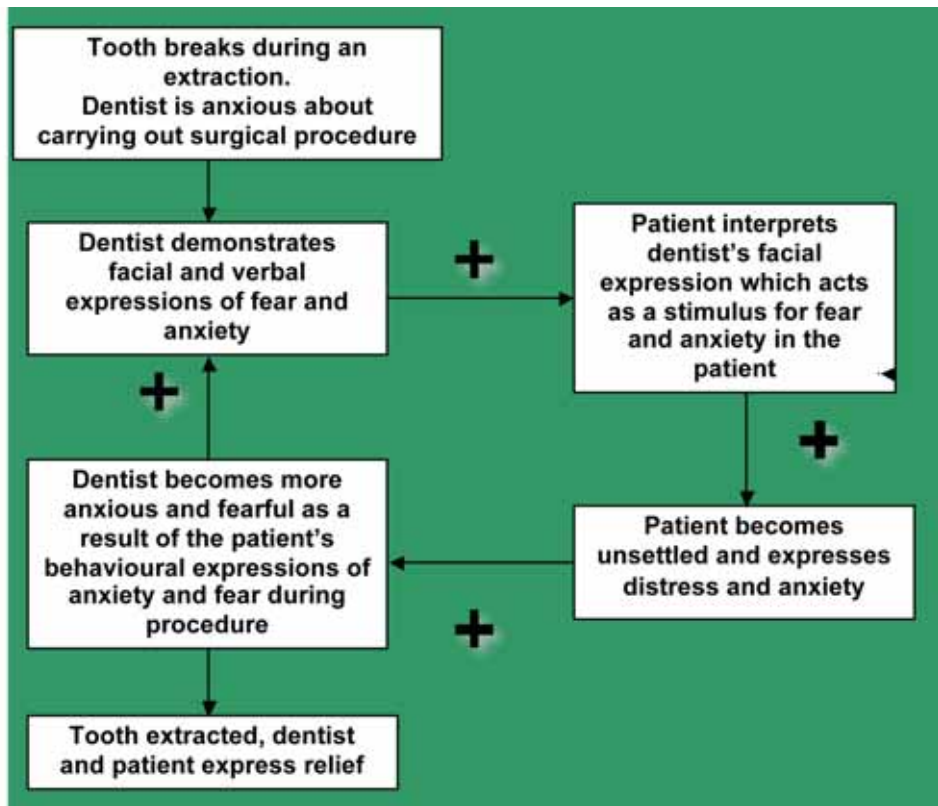 Tooth breaks during an
extraction.
Dentist is anxious about
carrying out surgical procedure
Dentist demonstrates
facial and verbal
expressions of fear and
anxiety
+
Patient interprets
dentist's facial
expression which acts
as a stimulus for fear
and anxiety in the
patient
+
Patient becomes
unsettled and expresses
distress and anxiety
+
Dentist becomes more
anxious and fearful as a
result of the patient's
behavioural expressions of
anxiety and fear during
procedure
+
Tooth extracted, dentist
and patient express relief